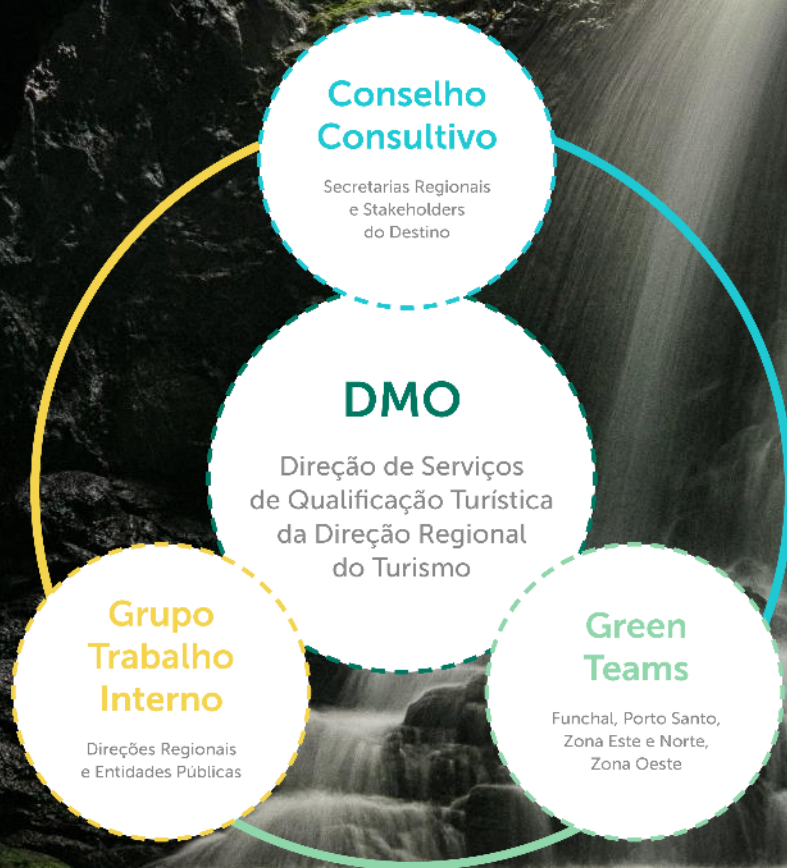 Conselho
Consultivo
Secretarias Regionais
e Stakeholders
do Destino
DMO
Direção de Serviços
de Qualificação Turística
da Direção Regional
do Turismo
Grupo
Trabalho
Interno
Direções Regionais
e Entidades Públicas
Green
Teams
Funchal, Porto Santo,
Zona Este e Norte,
Zona Oeste